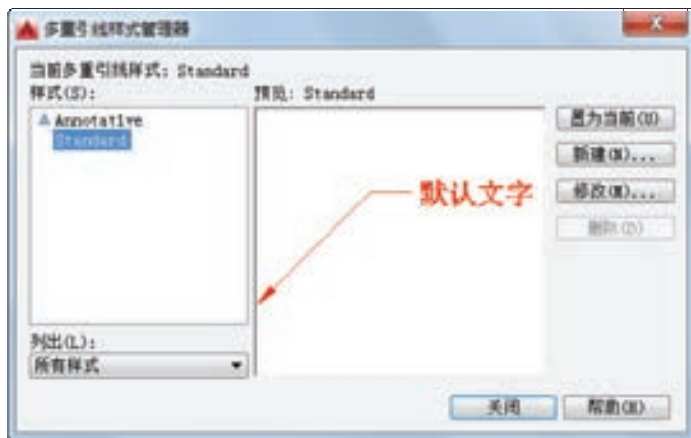 多重引线样式管理器
当前多重引线样式: Standard
样式(S):
预览: Standard
Annotative
Standard
默认文字
置为当前(U)
新建(N)...
修改(M)...
删除(D)
列出(L):
所有样式
关闭
帮助(H)